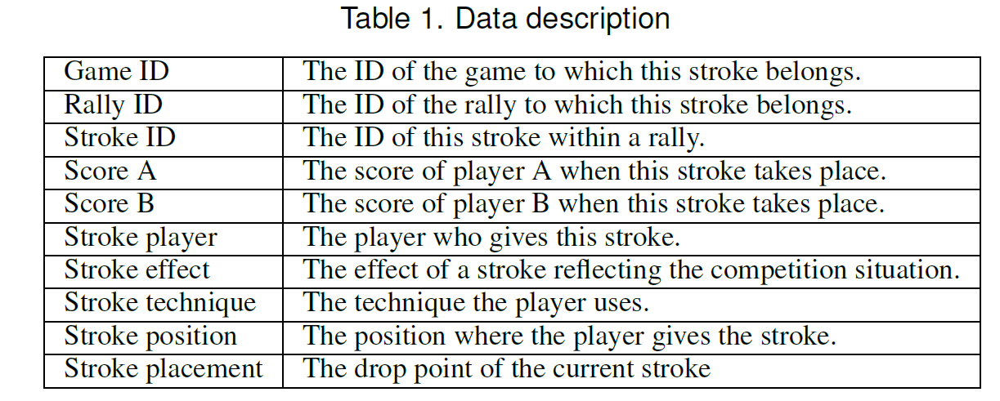 Table 1. Data description
Game ID The ID of the game to which this stroke belongs.
Rally ID The ID of the rally to which this stroke belongs.
Stroke ID The ID of this stroke within a rally.
Score A The score of player A when this stroke takes place.
Score B The score of player B when this stroke takes place.
Stroke player The player who gives this stroke.
Stroke effect The effect of a stroke reflecting the competition situation.
Stroke technique The technique the player uses.
Stroke position The position where the player gives the stroke.
Stroke placement The drop point of the current stroke